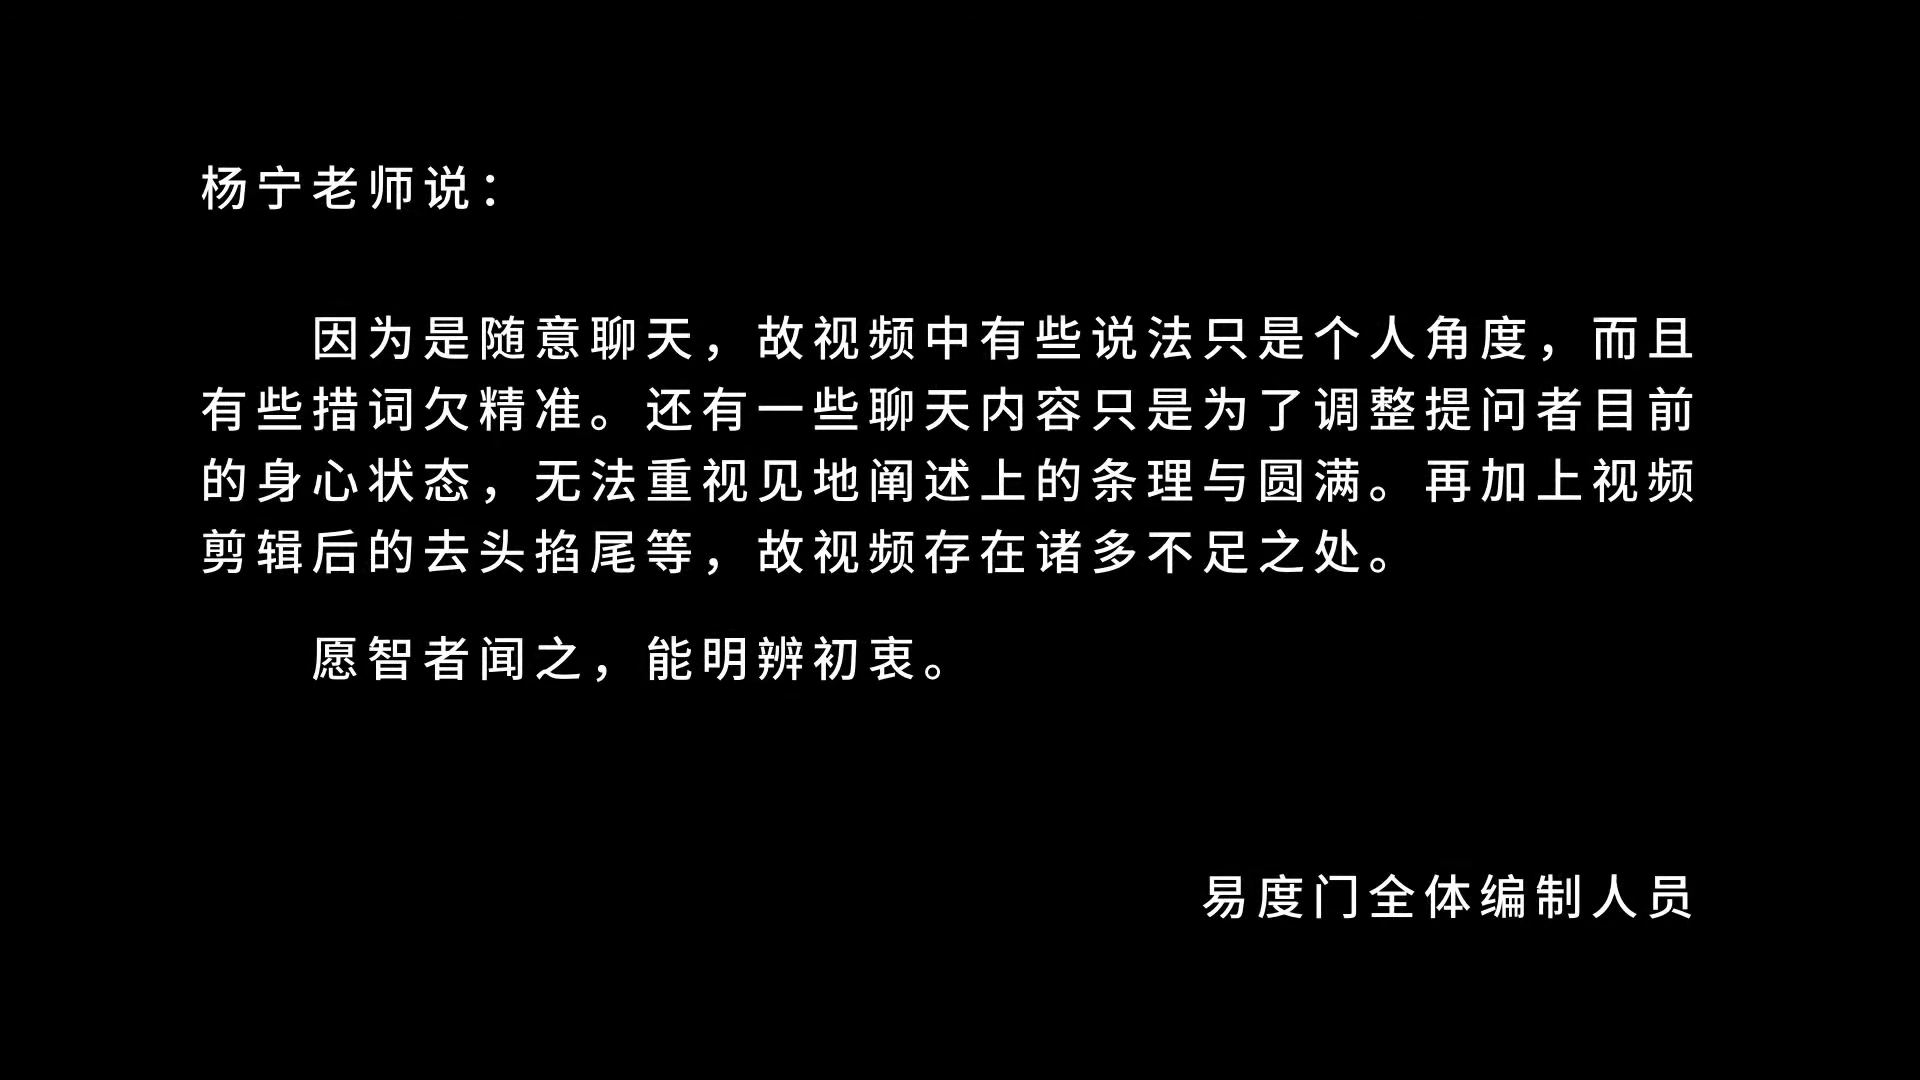 杨宁老师说：
因为是随意聊天，故视频中有些说法只是个人角度，而且
有些措词欠精准。还有一些聊天内容只是为了调整提问者目前
的身心状态，无法重视见地阐述上的条理与圆满。再加上视频
剪辑后的去头掐尾等，故视频存在诸多不足之处。
愿智者闻之，能明辨初衷。
易度门全体编制人员